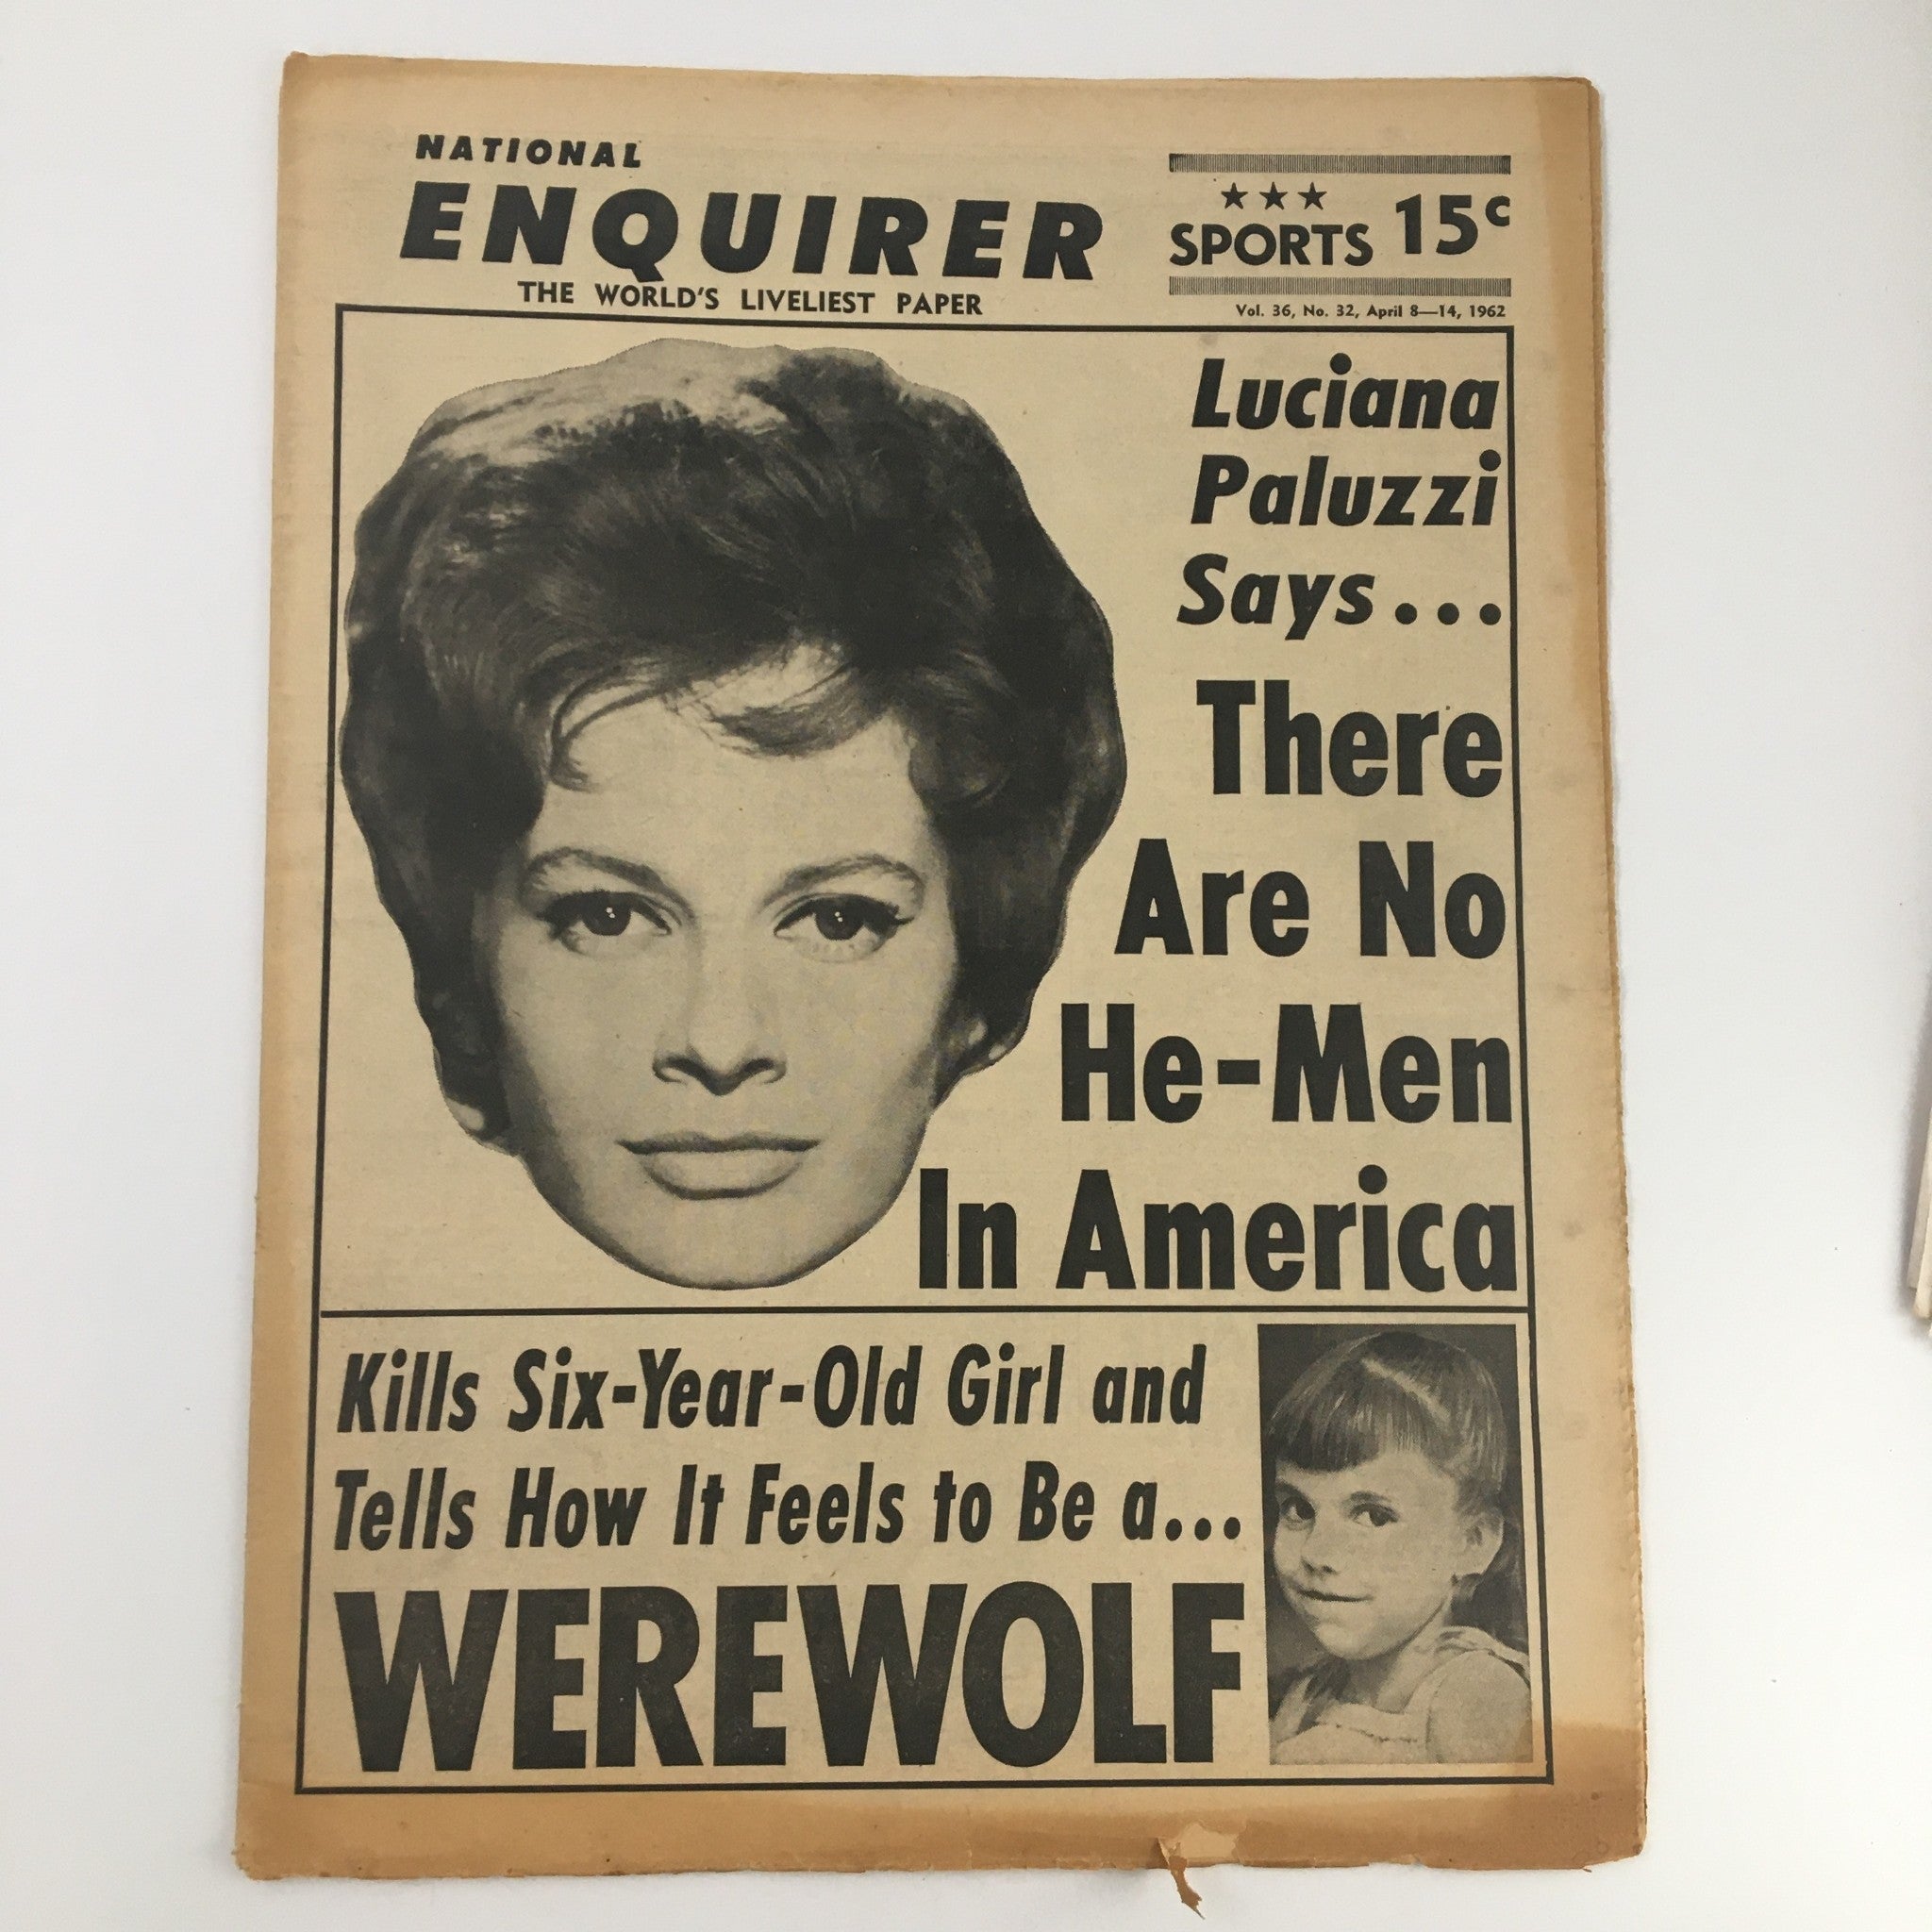 NATIONAL
ENQUIRER
THE WORLD'S LIVELIEST PAPER
★★★
SPORTS 15c
Vol. 36, No. 32, April 8—14, 1962
Luciana
Paluzzi
Says...
There
Are No
He-Men
In America
Kills Six-Year-Old Girl and
Tells How It Feels to Be a...
WEREWOLF